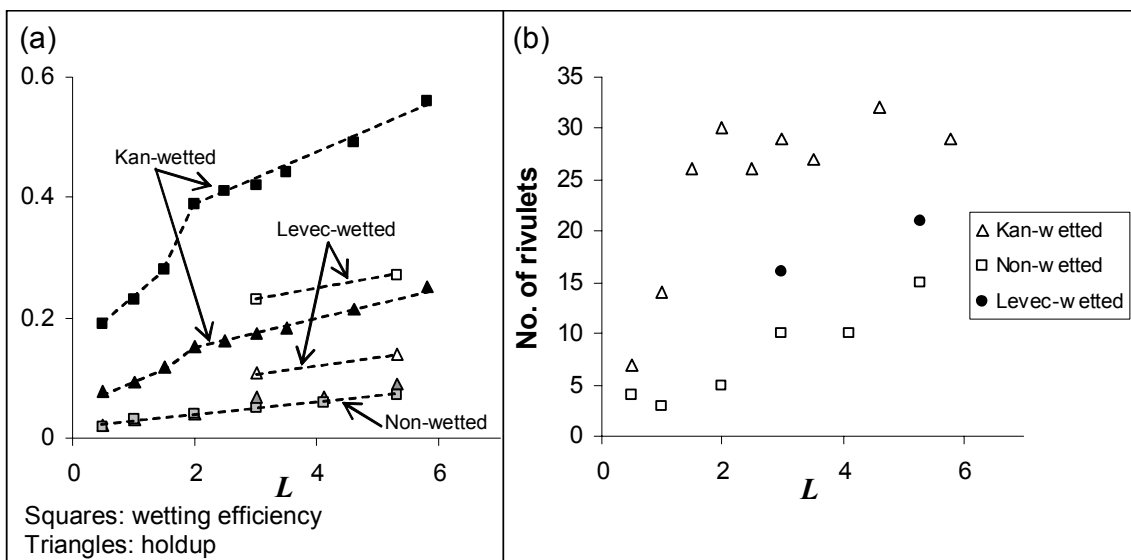 (a)
0.6
0.4
0.2
0
0 2 4 6
L
Kan-wetted
Levec-wetted
Non-wetted
Squares: wetting efficiency
Triangles: holdup
(b)
No. of rivulets
35
30
25
20
15
10
5
0
0 2 4 6
L
Kan-w etted
Non-w etted
Levec-w etted